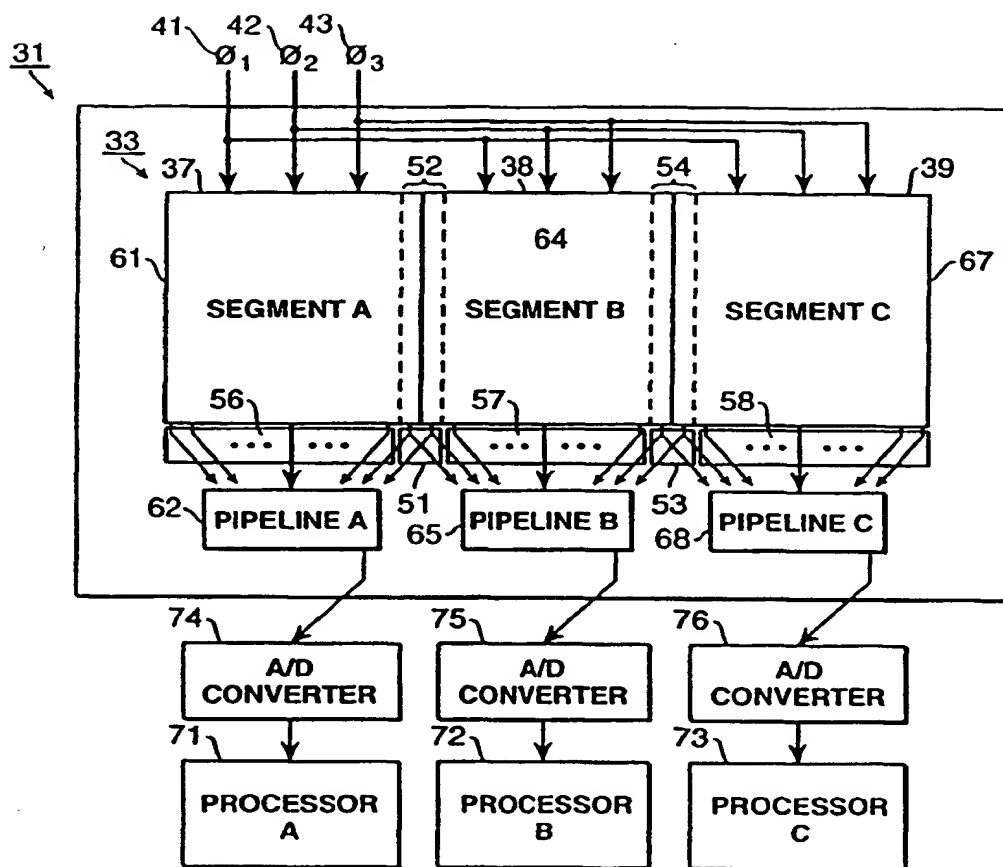 41 42 43
31 Ø1 Ø2 Ø3
33 37 52 38 54 39
61 64 67
SEGMENT A SEGMENT B SEGMENT C
56 57 58
••• ••• ••• ••• ••• •••
62 PIPELINE A 51 65 PIPELINE B 53 68 PIPELINE C
74 75 76
A/D CONVERTER
A/D CONVERTER
A/D CONVERTER
71 72 73
PROCESSOR A
PROCESSOR B
PROCESSOR C